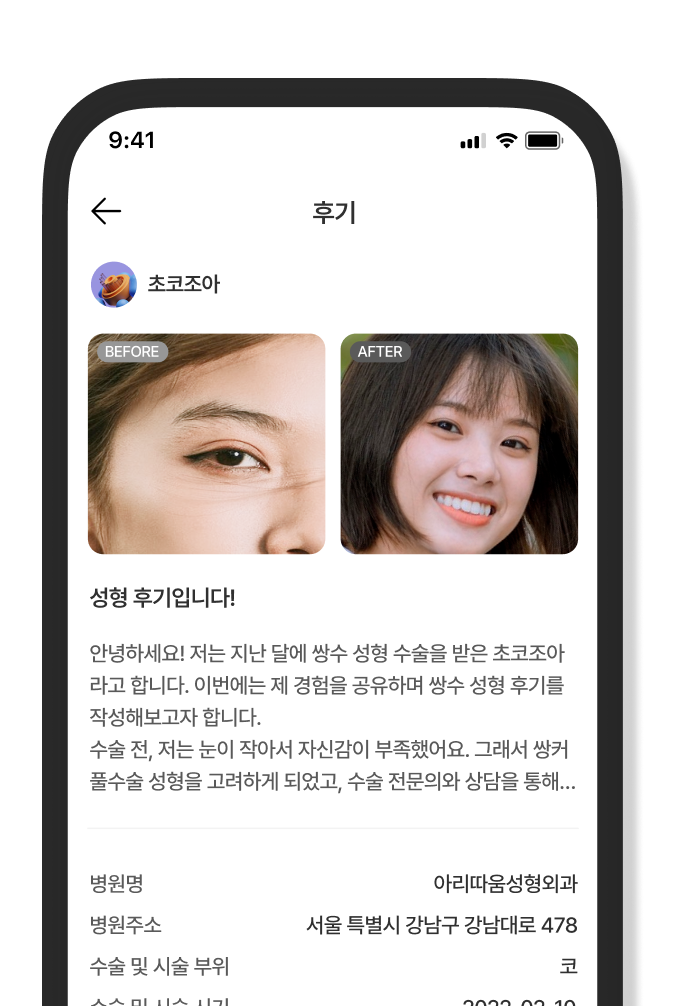 9:41
후기
초코조아
BEFORE
AFTER
성형 후기입니다!
안녕하세요! 저는 지난 달에 쌍수 성형 수술을 받은 초코조아
라고 합니다. 이번에는 제 경험을 공유하며 쌍수 성형 후기를
작성해보고자 합니다.
수술 전, 저는 눈이 작아서 자신감이 부족했어요. 그래서 쌍커
풀수술 성형을 고려하게 되었고, 수술 전문의와 상담을 통해...
병원명 아리따움성형외과
병원주소 서울 특별시 강남구 강남대로 478
수술 및 시술 부위 코
수술 및 시술 시기